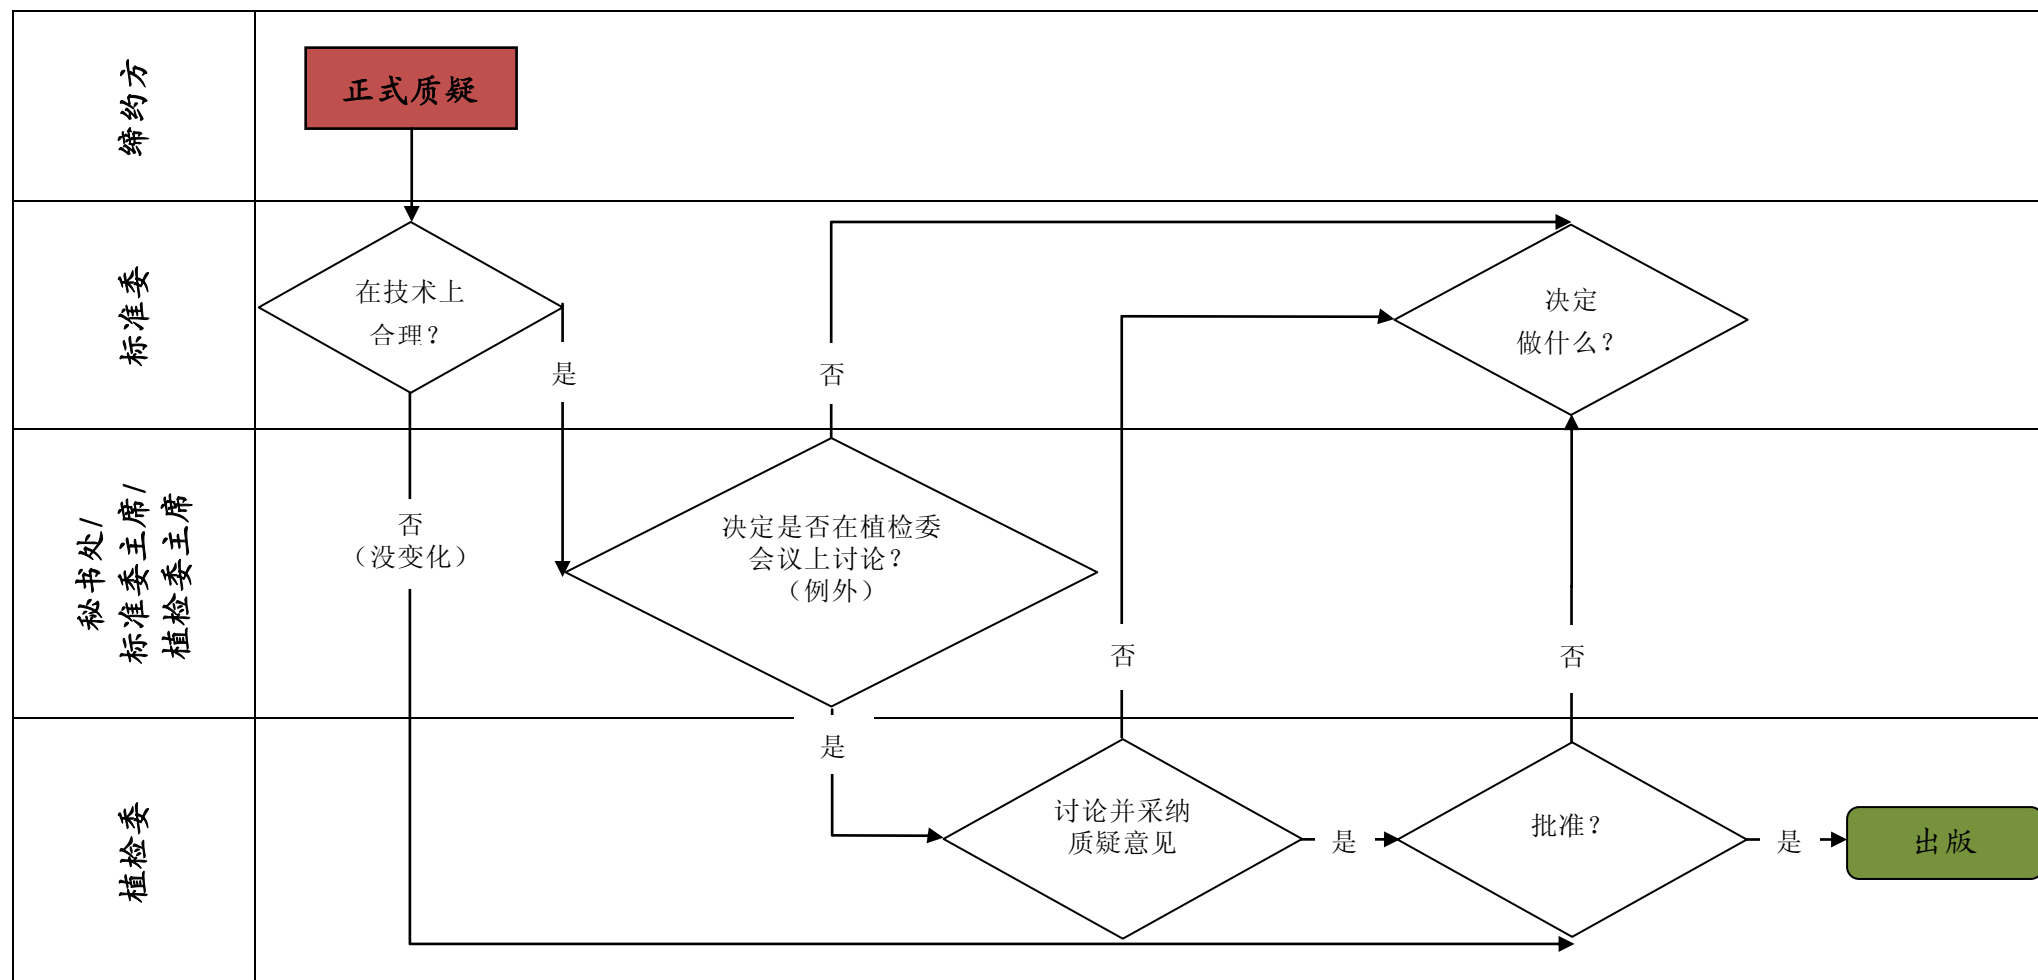 缔约方
正式质疑
标准委
在技术上
合理？
是
否
决定
做什么？
秘书处/
标准委主席/
植检委主席
否
（没变化）
决定是否在植检委
会议上讨论？
（例外）
否
否
植检委
是
讨论并采纳
质疑意见
是
批准？
是
出版